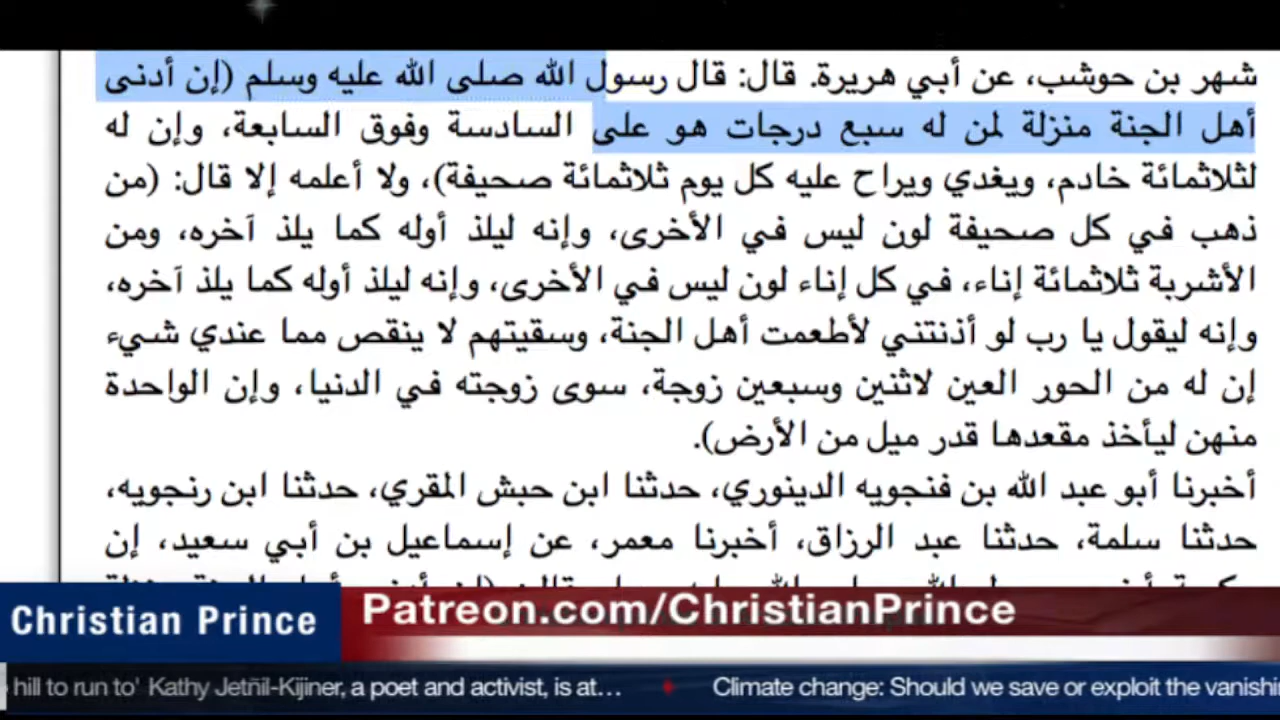 شهر بن حوشب، عن أبي هريرة. قال: قال رسول الله صلى الله عليه وسلم (إن أدنى
أهل الجنة منزلة لمن له سبع درجات هو على السادسة وفوق السابعة، وإن له
لثلاثمائة خادم، ويغدي ويراح عليه كل يوم ثلاثمائة صحيفة)، ولا أعلمه إلا قال: (من
ذهب في كل صحيفة لون ليس في الأخرى، وإنه ليلذ أوله كما يلذ آخره، ومن
الأشربة ثلاثمائة إناء، في كل إناء لون ليس في الأخرى، وإنه ليلذ أوله كما يلذ آخره،
وإنه ليقول يا رب لو أذنتني لأطعمت أهل الجنة، وسقيتهم لا ينقص مما عندي شيء
إن له من الحور العين لاثنين وسبعين زوجة، سوى زوجته في الدنيا، وإن الواحدة
منهن ليأخذ مقعدها قدر ميل من الأرض).
أخبرنا أبو عبد الله بن فنجويه الدينوري، حدثنا ابن حبش المقري، حدثنا ابن رنجويه،
حدثنا سلمة، حدثنا عبد الرزاق، أخبرنا معمر، عن إسماعيل بن أبي سعيد، إن
Christian Prince
Patreon.com/ChristianPrince
hill to run to' Kathy Jetñil-Kijiner, a poet and activist, is at… Climate change: Should we save or exploit the